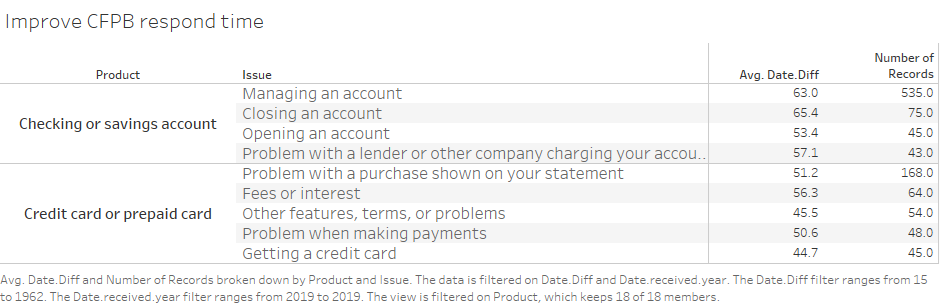 Improve CFPB respond time
Product Issue Avg. Date.Diff Number of Records
Checking or savings account
Managing an account 63.0 535.0
Closing an account 65.4 75.0
Opening an account 53.4 45.0
Problem with a lender or other company charging your accou.. 57.1 43.0
Credit card or prepaid card
Problem with a purchase shown on your statement 51.2 168.0
Fees or interest 56.3 64.0
Other features, terms, or problems 45.5 54.0
Problem when making payments 50.6 48.0
Getting a credit card 44.7 45.0
Avg. Date.Diff and Number of Records broken down by Product and Issue. The data is filtered on Date.Diff and Date.received.year. The Date.Diff filter ranges from 15
to 1962. The Date.received.year filter ranges from 2019 to 2019. The view is filtered on Product, which keeps 18 of 18 members.